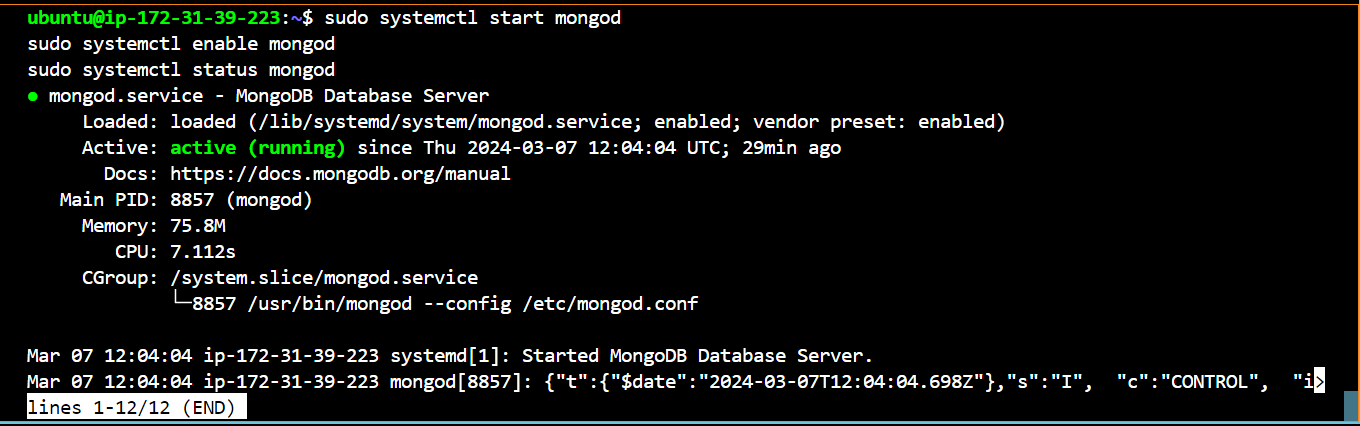 ubuntu@ip-172-31-39-223:~$ sudo systemctl start mongod
sudo systemctl enable mongod
sudo systemctl status mongod
● mongod.service - MongoDB Database Server
     Loaded: loaded (/lib/systemd/system/mongod.service; enabled; vendor preset: enabled)
     Active: active (running) since Thu 2024-03-07 12:04:04 UTC; 29min ago
       Docs: https://docs.mongodb.org/manual
   Main PID: 8857 (mongod)
     Memory: 75.8M
        CPU: 7.112s
     CGroup: /system.slice/mongod.service
             └─8857 /usr/bin/mongod --config /etc/mongod.conf
Mar 07 12:04:04 ip-172-31-39-223 systemd[1]: Started MongoDB Database Server.
Mar 07 12:04:04 ip-172-31-39-223 mongod[8857]: {"t":{"$date":"2024-03-07T12:04:04.698Z"},"s":"I",  "c":"CONTROL",  "i>
lines 1-12/12 (END)